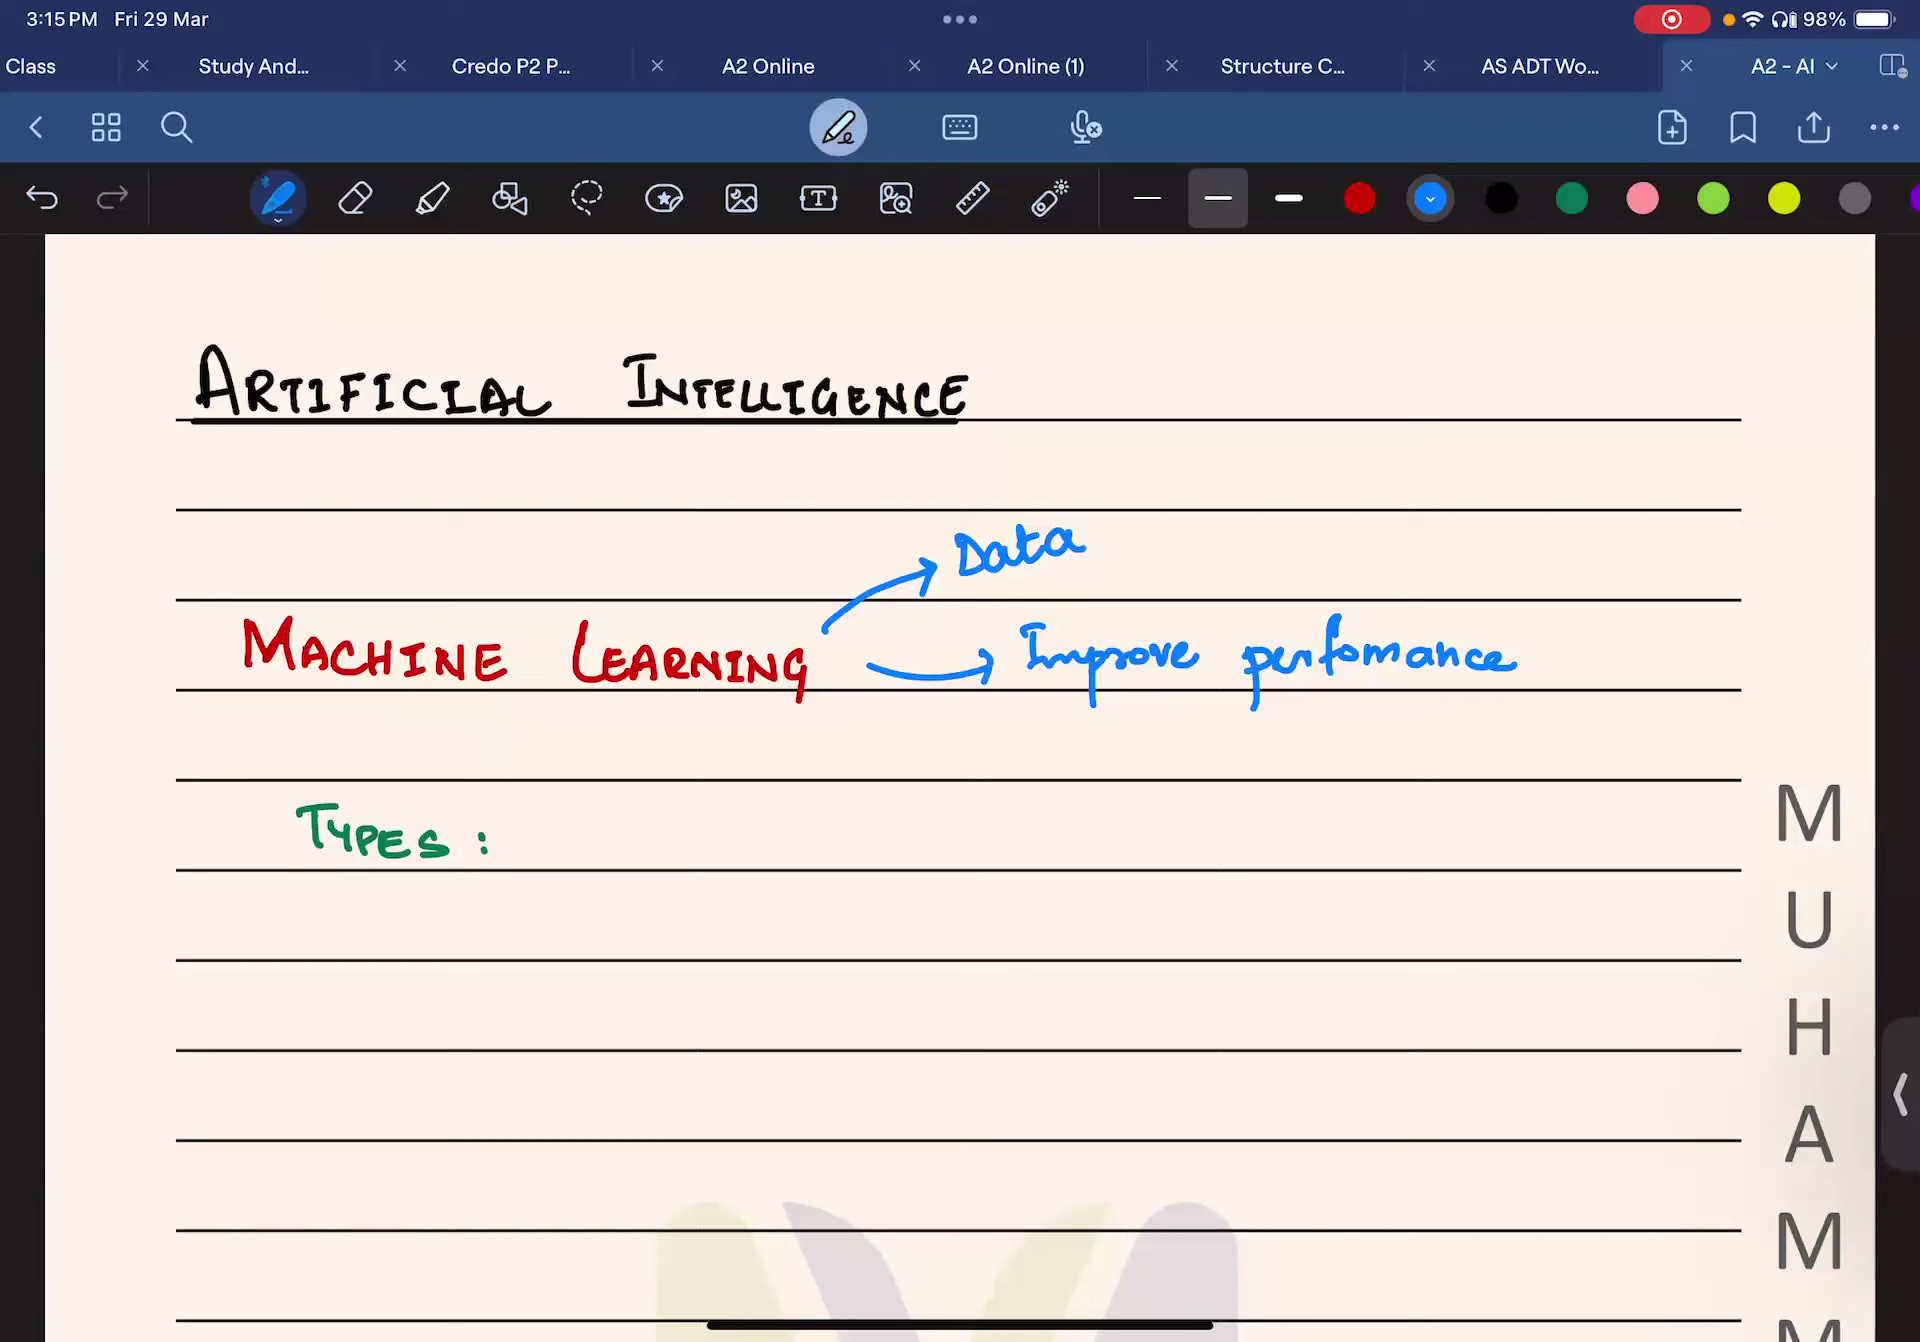 3:15 PM Fri 29 Mar
98%
Class
Study And...
Credo P2 P...
A2 Online
A2 Online (1)
Structure C...
AS ADT Wo...
A2 - AI
ARTIFICIAL INTELLIGENCE
Data
MACHINE LEARNING
Improve perfomance
TYPES :
M
U
H
A
M
M